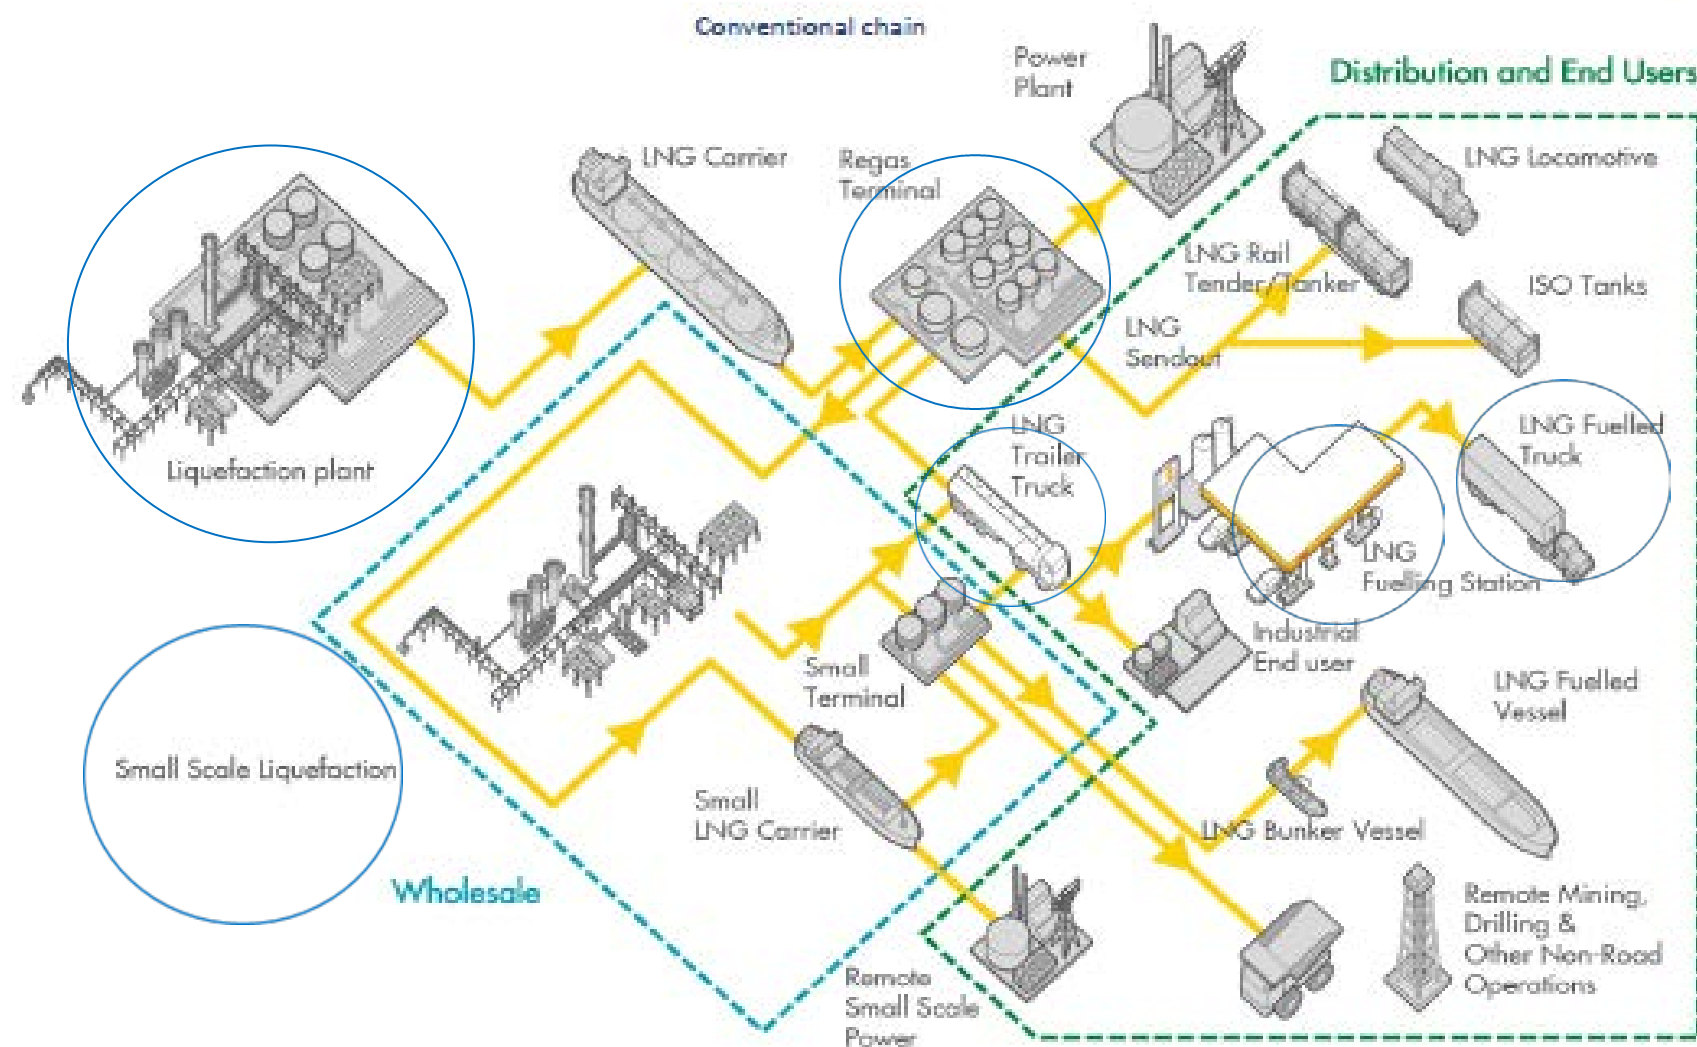 Conventional chain
Power
Plant
Distribution and End Users
LNG Carrier
Regas
Terminal
LNG Locomotive
LNG Rail
Tender/Tanker
ISO Tanks
LNG
Sendout
Liquefaction plant
LNG
Trailer
Truck
LNG Fuelled
Truck
LNG
Fuelling Station
Industrial
End user
Small
Terminal
LNG Fuelled
Vessel
Small Scale Liquefaction
Small
LNG Carrier
LNG Bunker Vessel
Wholesale
Remote Mining,
Drilling &
Other Non-Road
Operations
Remote
Small Scale
Power